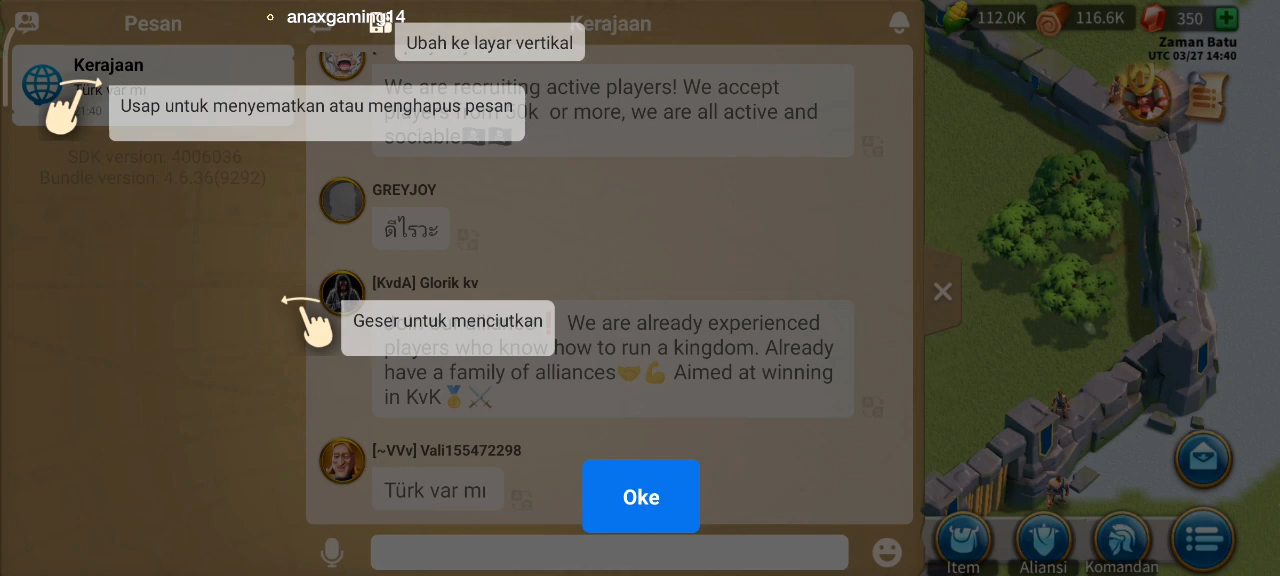 Pesan
anaxgaming14
Kerajaan
Ubah ke layar vertikal
112.0K
116.6K
350
Zaman Batu
UTC 03/27 14:40
Kerajaan
Türk var mı
Usap untuk menyematkan atau menghapus pesan
SDK version: 4006036
Bundle version: 4.6.36(9292)
We are recruiting active players! We accept
players from 50k or more, we are all active and
sociable
GREYJOY
ดีไรวะ
[KvdA] Glorik kv
Geser untuk menciutkan
We are already experienced
players who know how to run a kingdom. Already
have a family of alliances🤝💪 Aimed at winning
in KvK🥇⚔
[~VVv] Vali155472298
Türk var mı
Oke
Item
Aliansi
Komandan